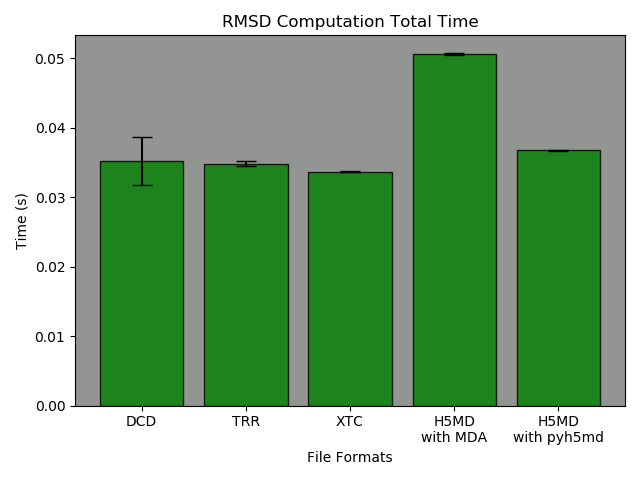 RMSD Computation Total Time
Time (s)
0.05
0.04
0.03
0.02
0.01
0.00
DCD
TRR
XTC
H5MD
with MDA
H5MD
with pyh5md
File Formats